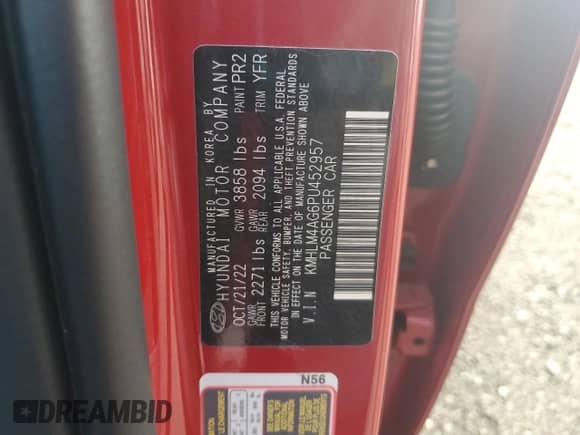 MANUFACTURED IN KOREA BY
HYUNDAI MOTOR COMPANY
OCT/21/22 GVWR 3858 lbs PAINT PR2
GAWR FRONT 2271 lbs GAWR REAR 2094 lbs TRIM YFR
THIS VEHICLE CONFORMS TO ALL APPLICABLE U.S.A. FEDERAL
MOTOR VEHICLE SAFETY, BUMPER, AND THEFT PREVENTION STANDARDS
IN EFFECT ON THE DATE OF MANUFACTURE SHOWN ABOVE
V.I.N KMHLM4AG6PU452957
PASSENGER CAR
N56
DREAMBID